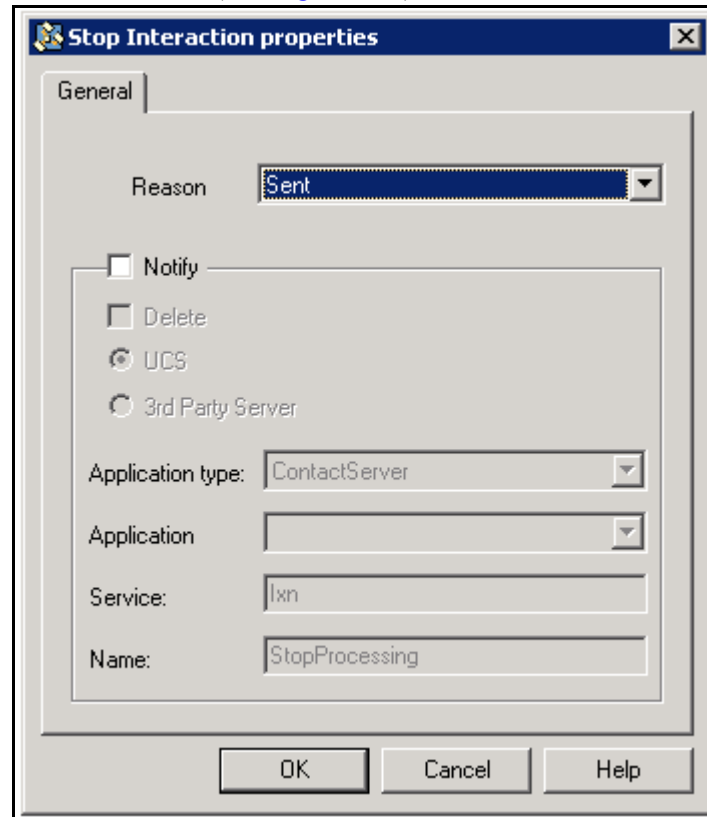 Stop Interaction properties
General
Reason Sent
Notify
Delete
UCS
3rd Party Server
Application type: ContactServer
Application
Service: Ixn
Name: StopProcessing
OK Cancel Help